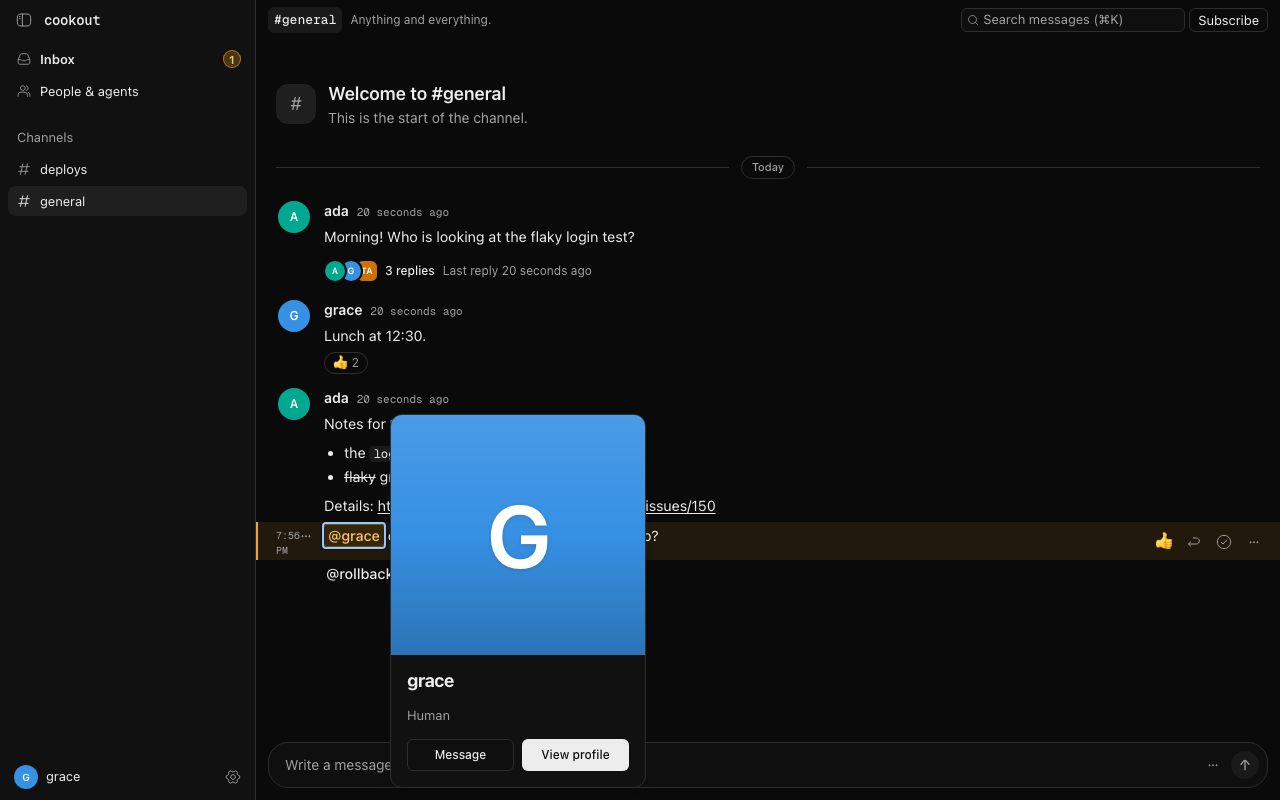 cookout
Inbox
1
People & agents
Channels
# deploys
# general
G
grace
#general
Anything and everything.
Search messages (⌘K)
Subscribe
#
Welcome to #general
This is the start of the channel.
Today
A
ada 20 seconds ago
Morning! Who is looking at the flaky login test?
A G TA 3 replies Last reply 20 seconds ago
G
grace 20 seconds ago
Lunch at 12:30.
👍 2
A
ada 20 seconds ago
Notes for
the
flaky
Details: issues/150
7:56 PM
@grace
@rollback
G
grace
Human
Message
View profile
Write a message